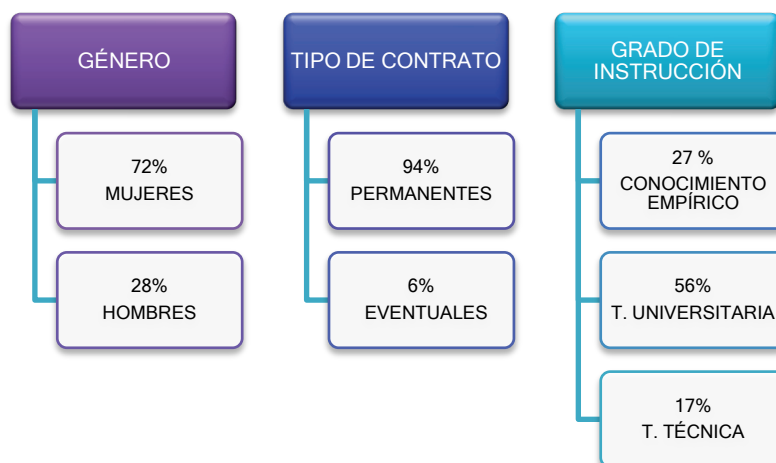 GÉNERO
72%
MUJERES
28%
HOMBRES
TIPO DE CONTRATO
94%
PERMANENTES
6%
EVENTUALES
GRADO DE
INSTRUCCIÓN
27 %
CONOCIMIENTO
EMPÍRICO
56%
T. UNIVERSITARIA
17%
T. TÉCNICA